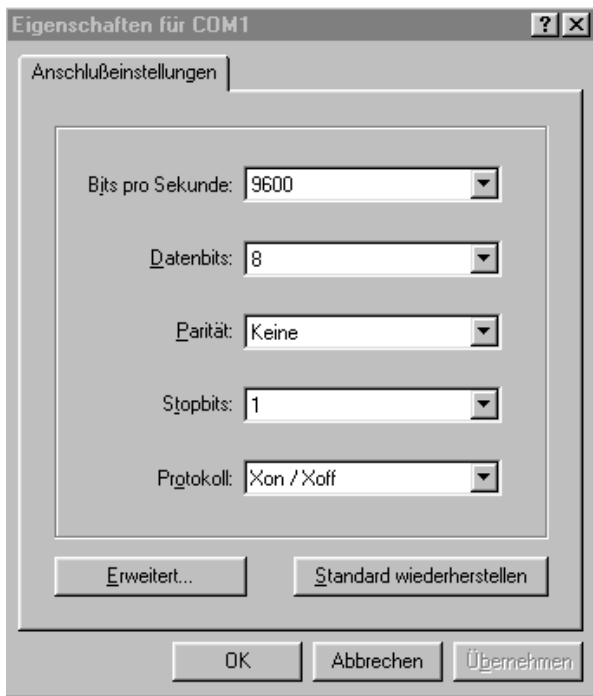 Eigenschaften für COM1
Anschlußeinstellungen
Bits pro Sekunde: 9600
Datenbits: 8
Parität: Keine
Stopbits: 1
Protokoll: Xon / Xoff
Erweitert... Standard wiederherstellen
OK Abbrechen Übernehmen